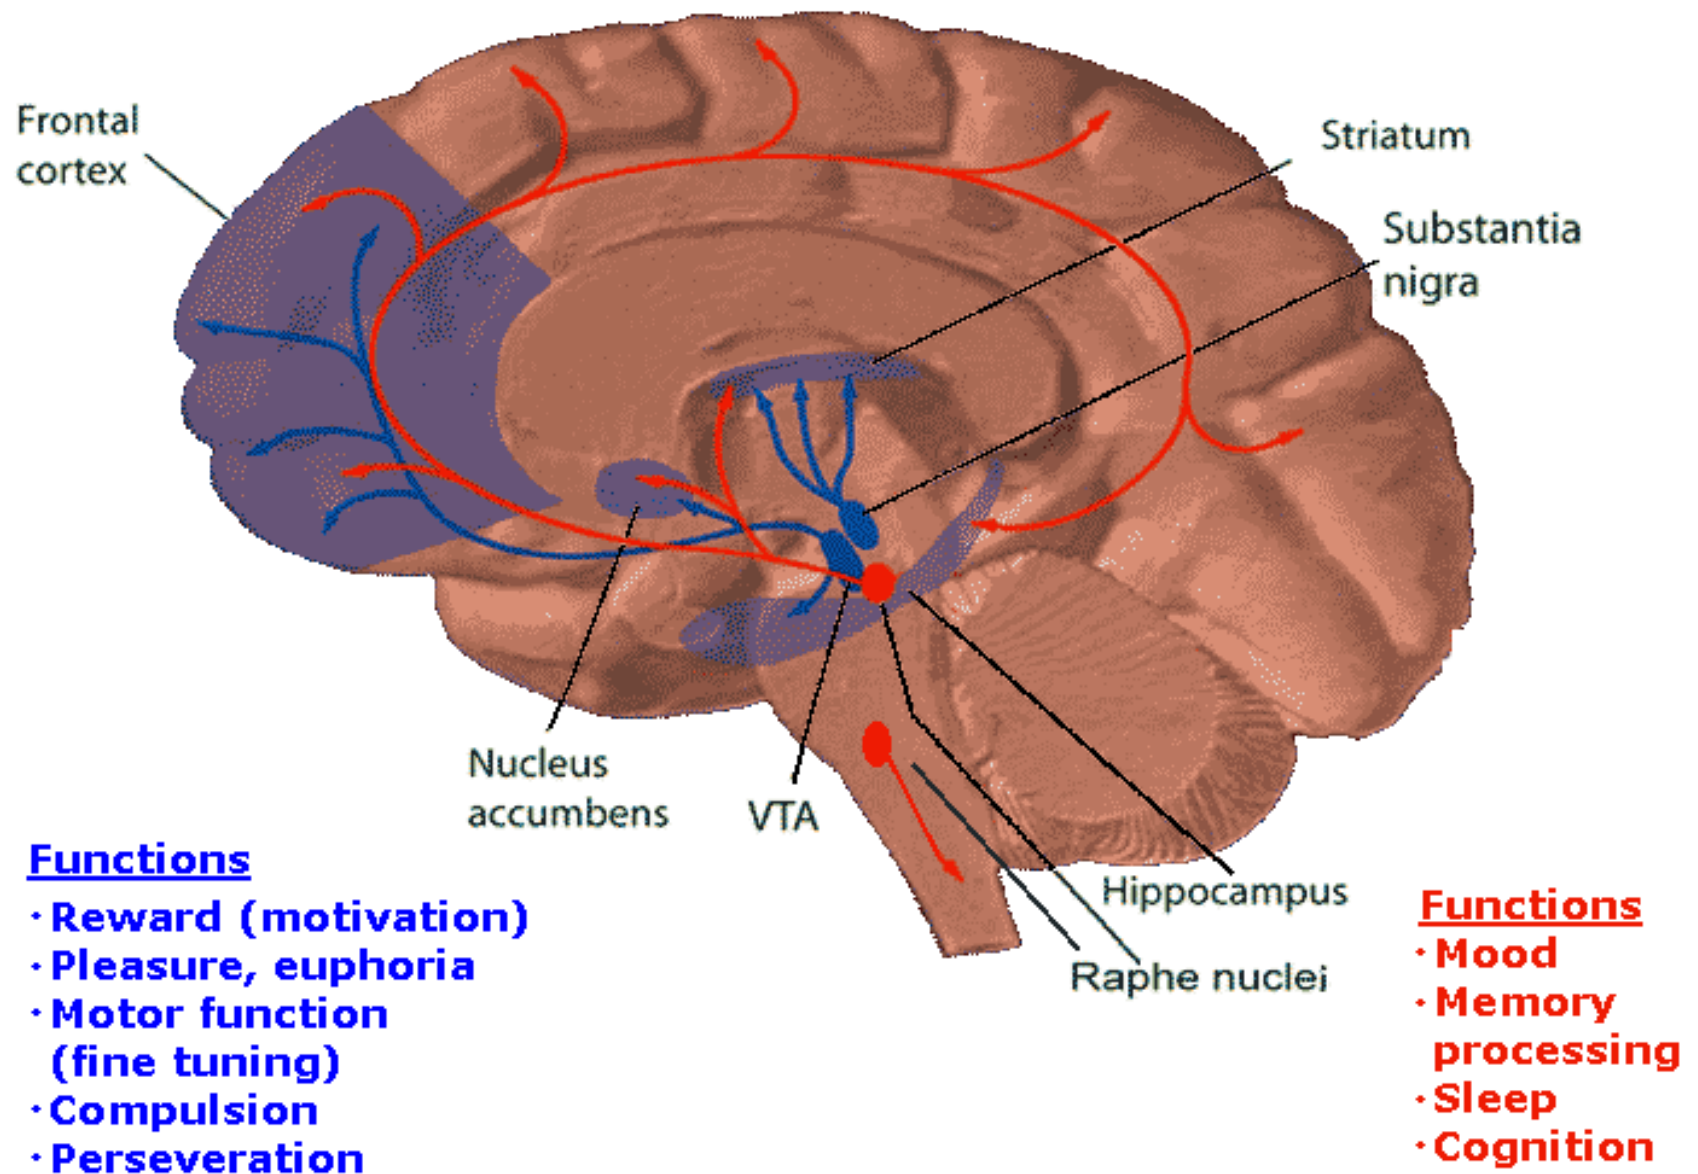 Frontal
cortex
Striatum
Substantia
nigra
Nucleus
accumbens
VTA
Hippocampus
Raphe nuclei
Functions
· Reward (motivation)
· Pleasure, euphoria
· Motor function
(fine tuning)
· Compulsion
· Perseveration
Functions
· Mood
· Memory
processing
· Sleep
· Cognition